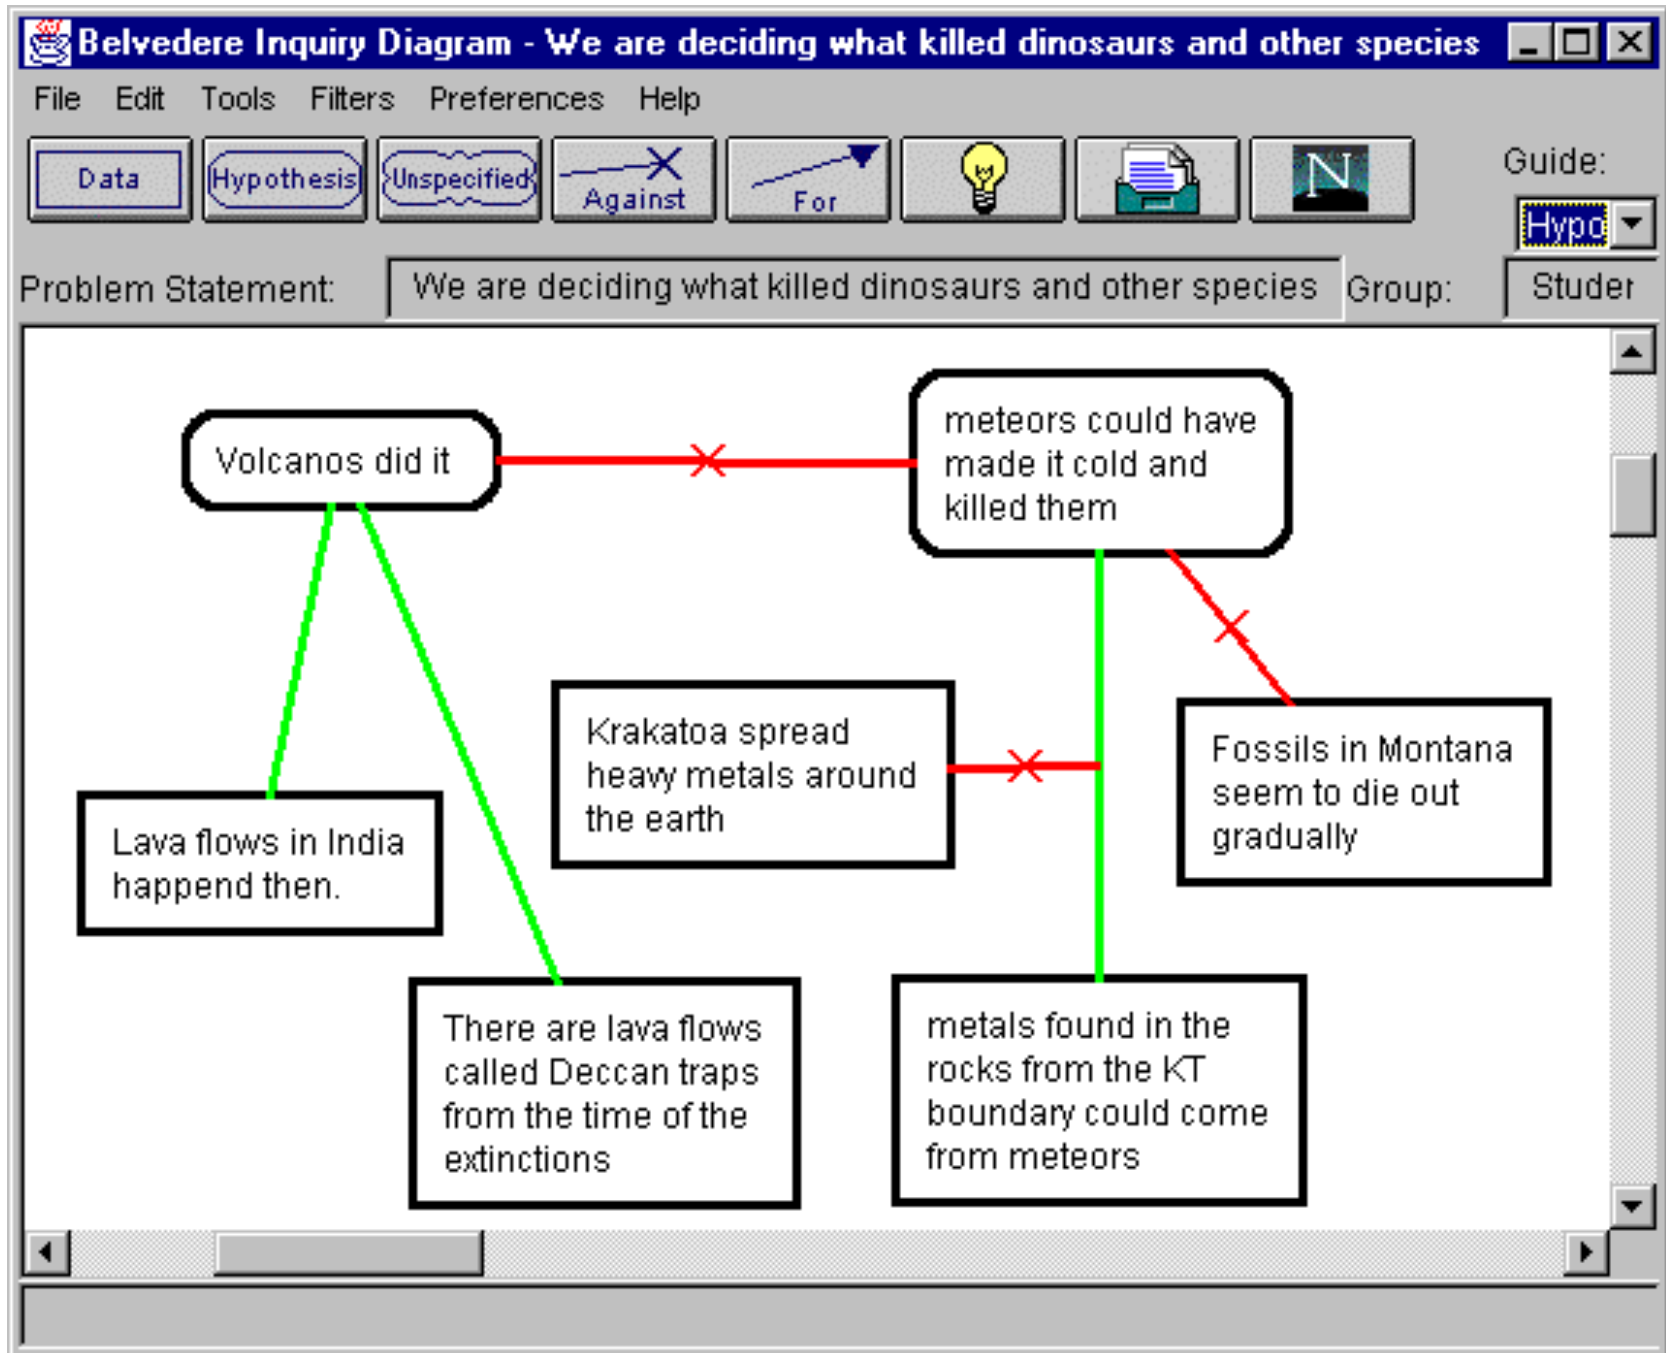 Belvedere Inquiry Diagram - We are deciding what killed dinosaurs and other species
File Edit Tools Filters Preferences Help
Data
Hypothesis
Unspecified
Against
For
N
Guide:
Hypo
Problem Statement: We are deciding what killed dinosaurs and other species Group: Studer
Volcanos did it
meteors could have
made it cold and
killed them
Krakatoa spread
heavy metals around
the earth
Fossils in Montana
seem to die out
gradually
Lava flows in India
happend then.
There are lava flows
called Deccan traps
from the time of the
extinctions
metals found in the
rocks from the KT
boundary could come
from meteors